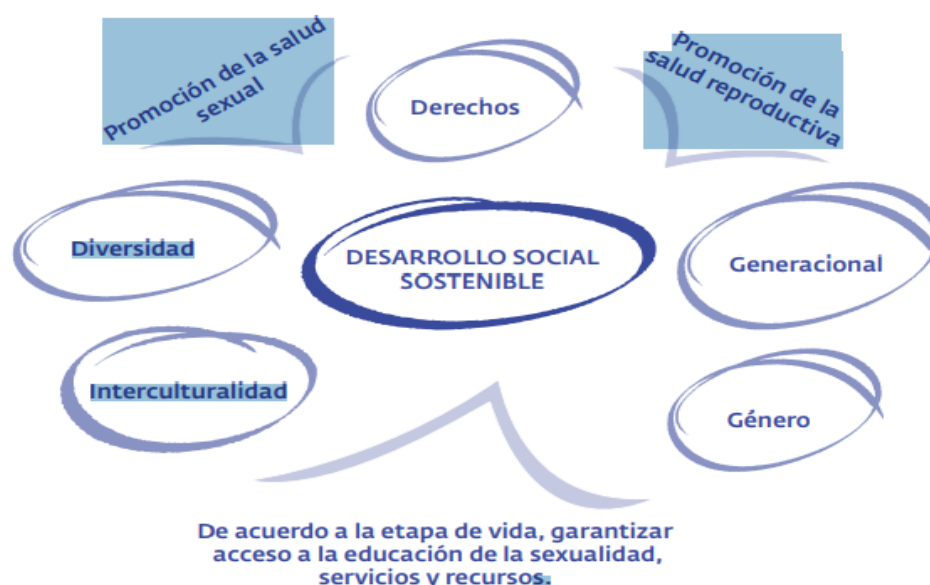 Promoción de la salud
sexual
Derechos
Promoción de la
salud reproductiva
Diversidad
DESARROLLO SOCIAL
SOSTENIBLE
Generacional
Interculturalidad
Género
De acuerdo a la etapa de vida, garantizar
acceso a la educación de la sexualidad,
servicios y recursos.